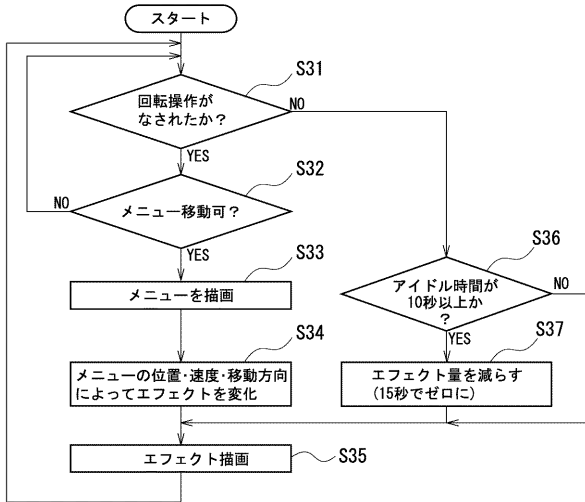 スタート
S31
回転操作が
なされたか？
NO
YES
S32
メニュー移動可？
NO
YES
S33
メニューを描画
S34
メニューの位置・速度・移動方向
によってエフェクトを変化
S36
アイドル時間が
10秒以上か
？
NO
YES
S37
エフェクト量を減らす
(15秒でゼロに)
エフェクト描画
S35